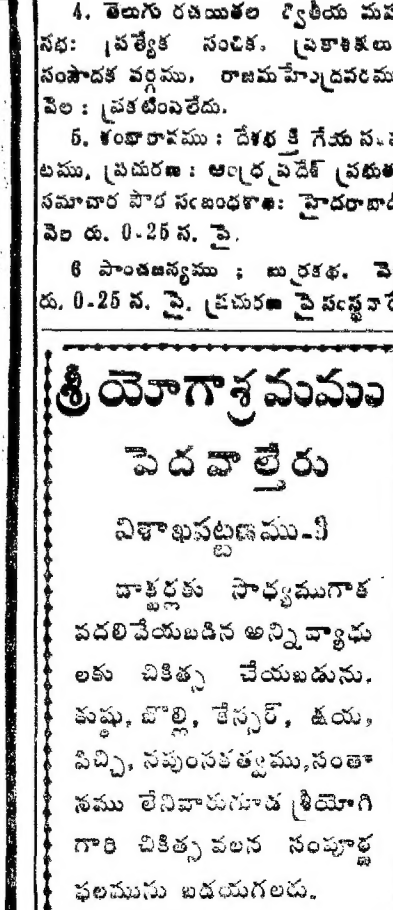 4. తెలుగు రచయితల ద్వితీయ మహ
సభ: ప్రత్యేక సంచిక. ప్రకాశికులు
సంపాదక వర్గము, రాజమహేంద్రవరము
వెల : ప్రకటింపలేదు.
5. శంఖారావము : దేశభక్తి గేయ సం
టము, ప్రచురణ : ఆంధ్రప్రదేశ్ ప్రభుత
సమాచార పౌర సంబంధశాఖ: హైదరాబాద
వెల రు. 0-25 న. పై.
6 పాంచజన్యము ; బుర్రకథ. వె
రు. 0-25 న. పై. ప్రచురణ పై సంస్థవారే
శ్రీ యోగాశ్రమము
పెదవాల్తేరు
విశాఖపట్టణము-3
డాక్టర్లకు సాధ్యముగాక
వదలివేయబడిన అన్ని వ్యాధు
లకు చికిత్స చేయబడును.
కుష్ఠు, బొల్లి, కేన్సర్, క్షయ,
పిచ్చి, నపుంసకత్వము, సంతా
నము లేనివారుగూడ శ్రీయోగి
గారి చికిత్స వలన సంపూర్ణ
ఫలమును బడయగలడు.